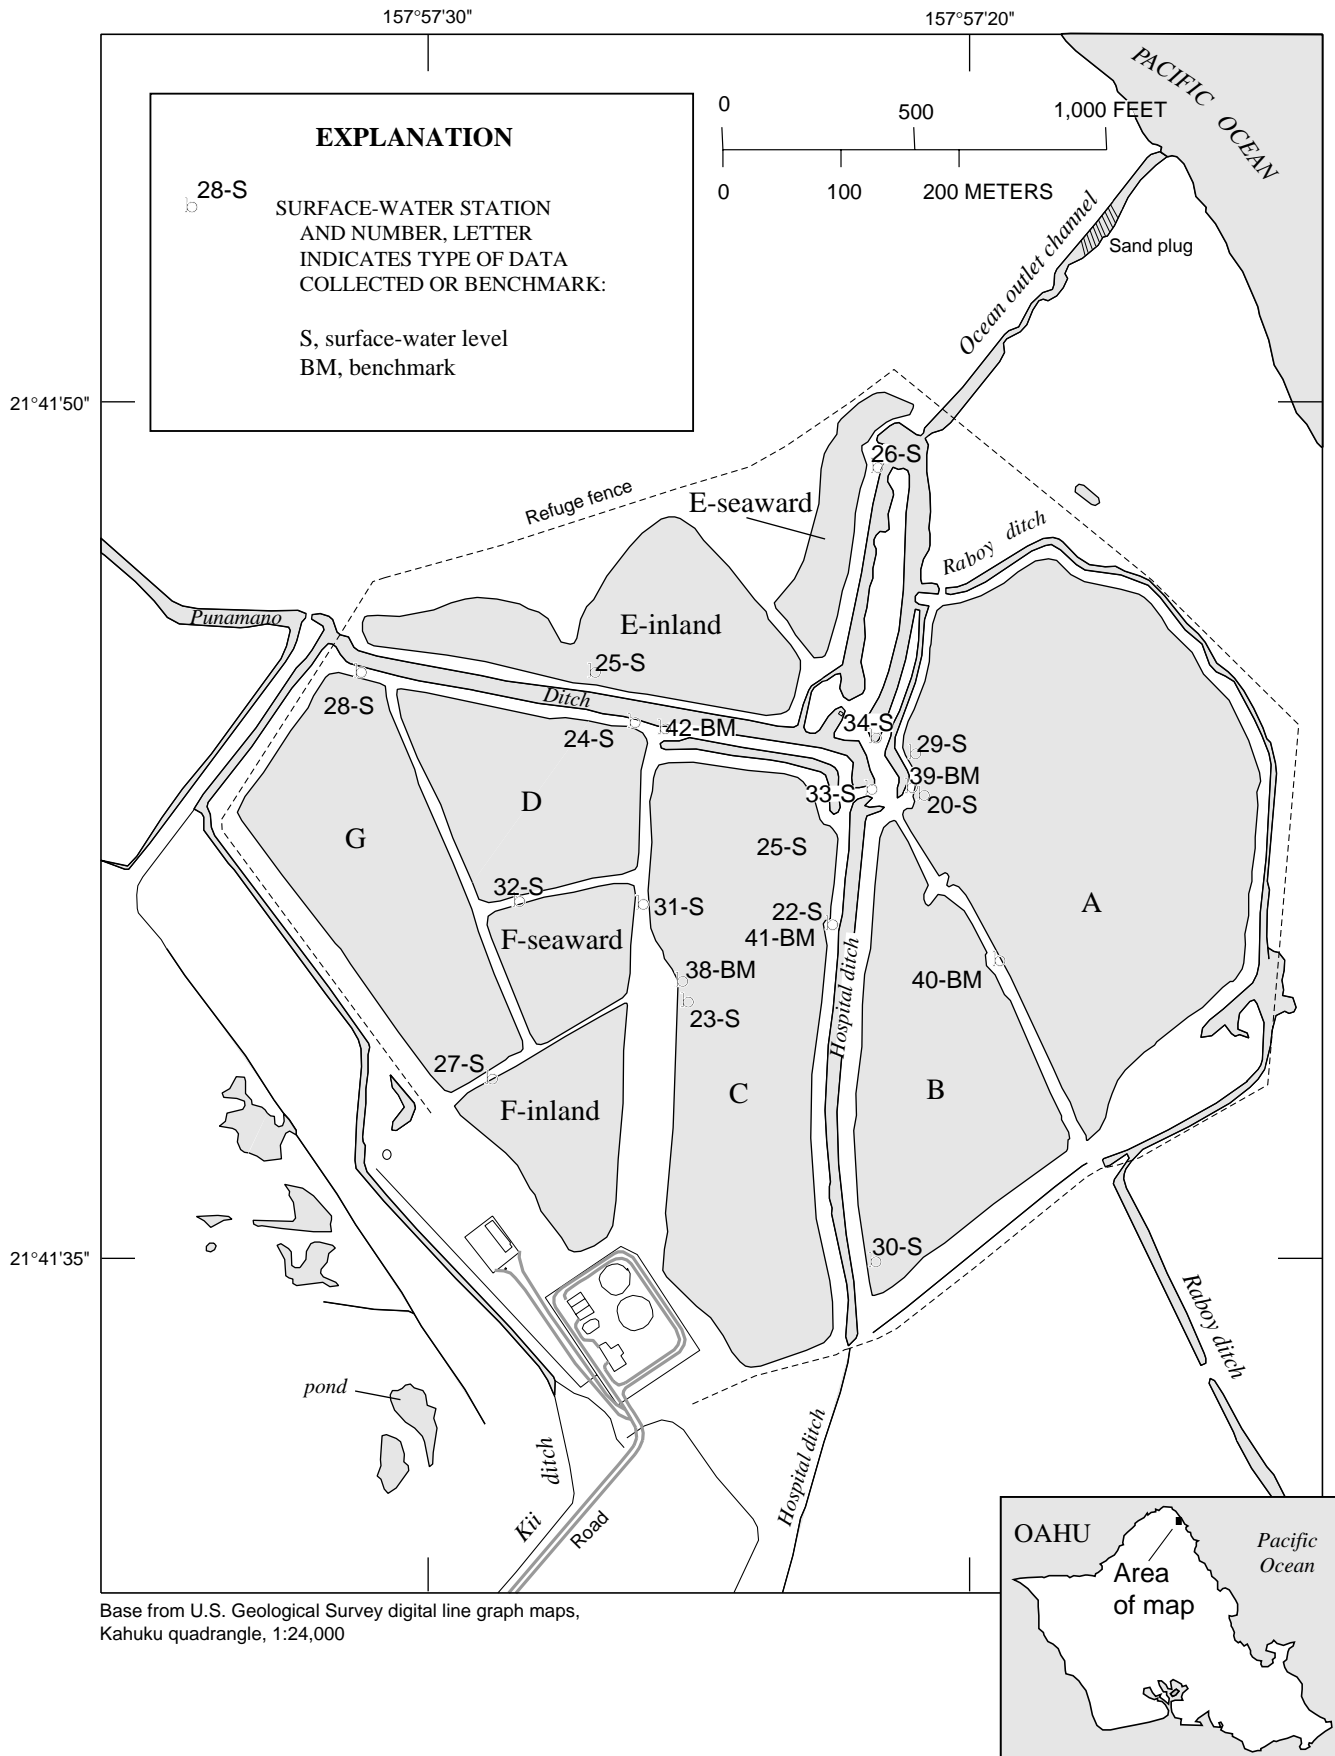 157°57'30"
157°57'20"
PACIFIC OCEAN
EXPLANATION
28-S
SURFACE-WATER STATION
AND NUMBER, LETTER
INDICATES TYPE OF DATA
COLLECTED OR BENCHMARK:
S, surface-water level
BM, benchmark
0
500
1,000 FEET
0
100
200 METERS
Ocean outlet channel
Sand plug
21°41'50"
26-S
Refuge fence
E-seaward
Raboy ditch
Punamano
E-inland
25-S
28-S
Ditch
24-S
42-BM
34-S
29-S
39-BM
33-S
20-S
D
G
25-S
32-S
31-S
22-S
41-BM
A
F-seaward
38-BM
40-BM
23-S
Hospital ditch
27-S
F-inland
C
B
21°41'35"
30-S
Raboy ditch
pond
Kii
ditch
Road
Hospital ditch
OAHU
Pacific
Ocean
Area
of map
Base from U.S. Geological Survey digital line graph maps,
Kahuku quadrangle, 1:24,000